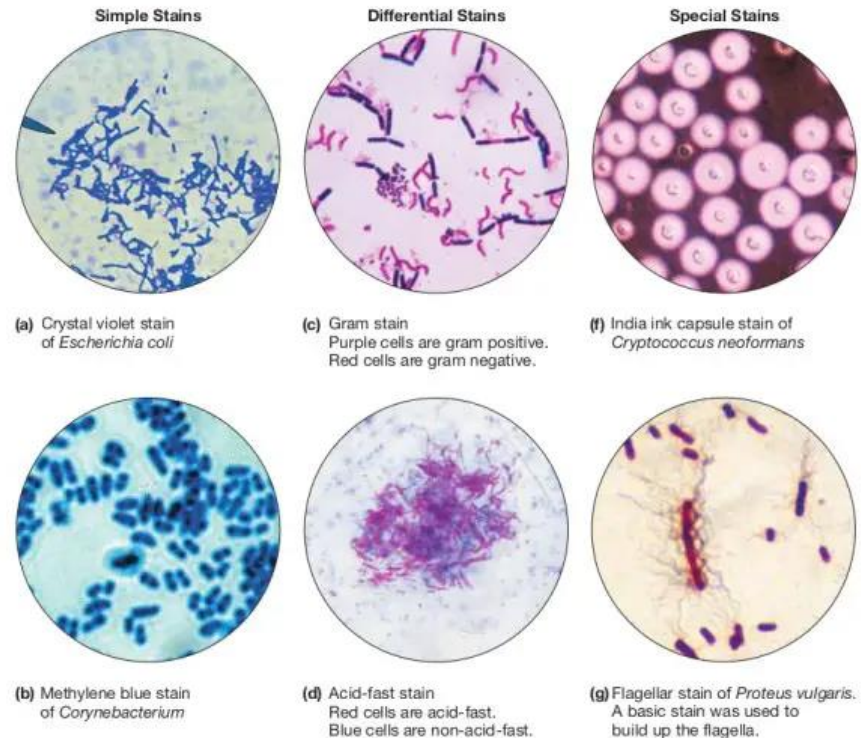 Simple Stains
Differential Stains
Special Stains
(a) Crystal violet stain
of Escherichia coli
(c) Gram stain
Purple cells are gram positive.
Red cells are gram negative.
(f) India ink capsule stain of
Cryptococcus neoformans
(b) Methylene blue stain
of Corynebacterium
(d) Acid-fast stain
Red cells are acid-fast.
Blue cells are non-acid-fast.
(g) Flagellar stain of Proteus vulgaris.
A basic stain was used to
build up the flagella.